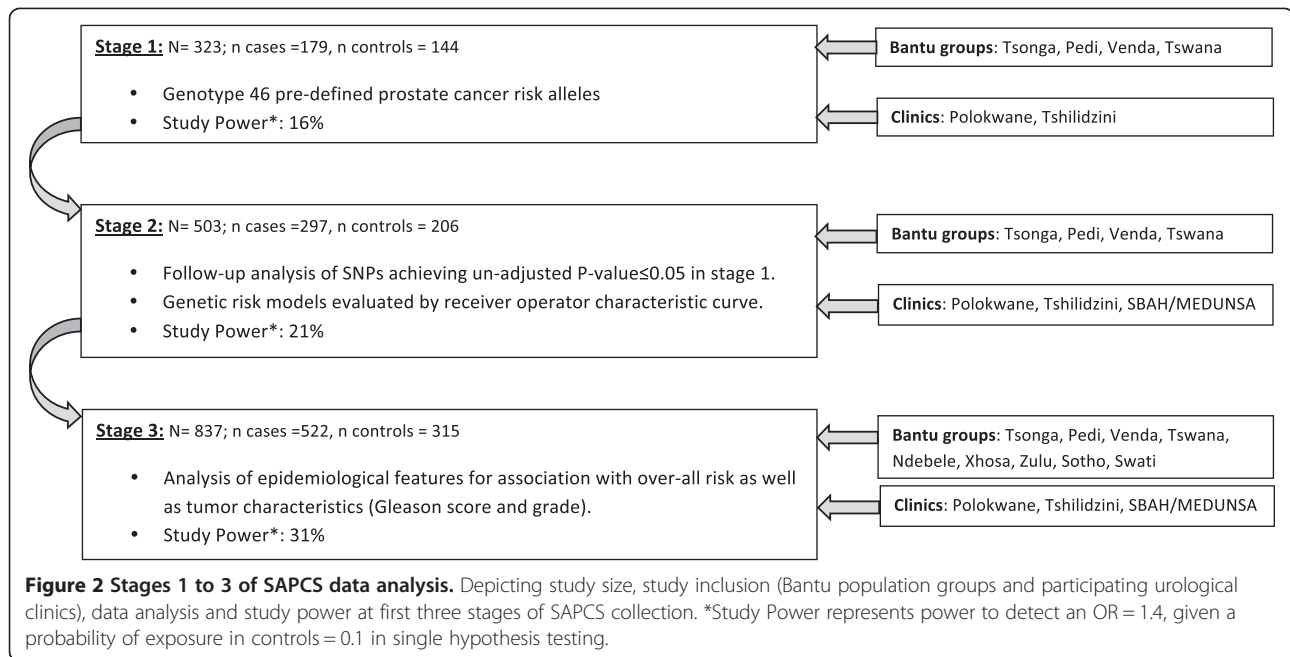 Stage 1: N= 323; n cases =179, n controls = 144
• Genotype 46 pre-defined prostate cancer risk alleles
• Study Power*: 16%
Bantu groups: Tsonga, Pedi, Venda, Tswana
Clinics: Polokwane, Tshilidzini
Stage 2: N= 503; n cases =297, n controls = 206
• Follow-up analysis of SNPs achieving un-adjusted P-value≤0.05 in stage 1.
• Genetic risk models evaluated by receiver operator characteristic curve.
• Study Power*: 21%
Bantu groups: Tsonga, Pedi, Venda, Tswana
Clinics: Polokwane, Tshilidzini, SBAH/MEDUNSA
Stage 3: N= 837; n cases =522, n controls = 315
• Analysis of epidemiological features for association with over-all risk as well
as tumor characteristics (Gleason score and grade).
• Study Power*: 31%
Bantu groups: Tsonga, Pedi, Venda, Tswana,
Ndebele, Xhosa, Zulu, Sotho, Swati
Clinics: Polokwane, Tshilidzini, SBAH/MEDUNSA
Figure 2 Stages 1 to 3 of SAPCS data analysis. Depicting study size, study inclusion (Bantu population groups and participating urological
clinics), data analysis and study power at first three stages of SAPCS collection. *Study Power represents power to detect an OR = 1.4, given a
probability of exposure in controls = 0.1 in single hypothesis testing.